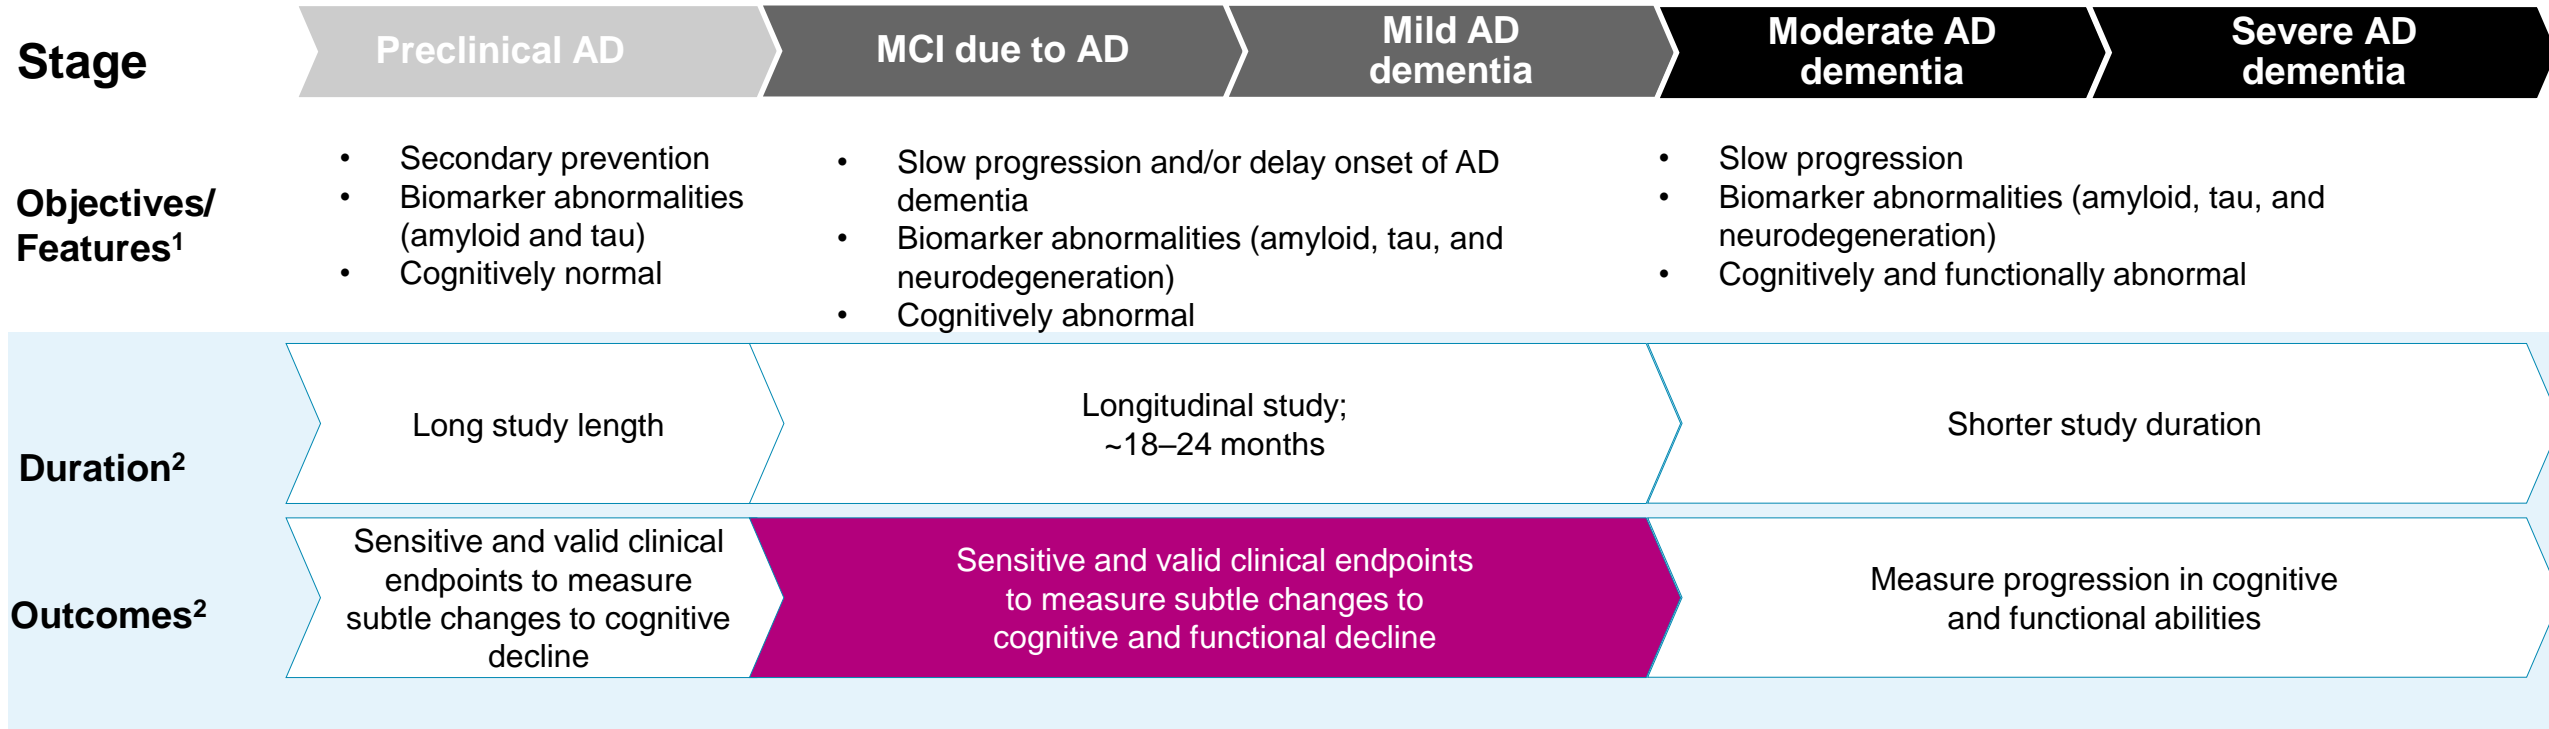 Stage
Preclinical AD
MCI due to AD
Mild AD
dementia
Moderate AD
dementia
Severe AD
dementia
Objectives/
Features¹
• Secondary prevention
• Biomarker abnormalities
(amyloid and tau)
• Cognitively normal
• Slow progression and/or delay onset of AD
dementia
• Biomarker abnormalities (amyloid, tau, and
neurodegeneration)
• Cognitively abnormal
• Slow progression
• Biomarker abnormalities (amyloid, tau, and
neurodegeneration)
• Cognitively and functionally abnormal
Duration²
Long study length
Longitudinal study;
~18–24 months
Shorter study duration
Outcomes²
Sensitive and valid clinical
endpoints to measure
subtle changes to cognitive
decline
Sensitive and valid clinical endpoints
to measure subtle changes to
cognitive and functional decline
Measure progression in cognitive
and functional abilities